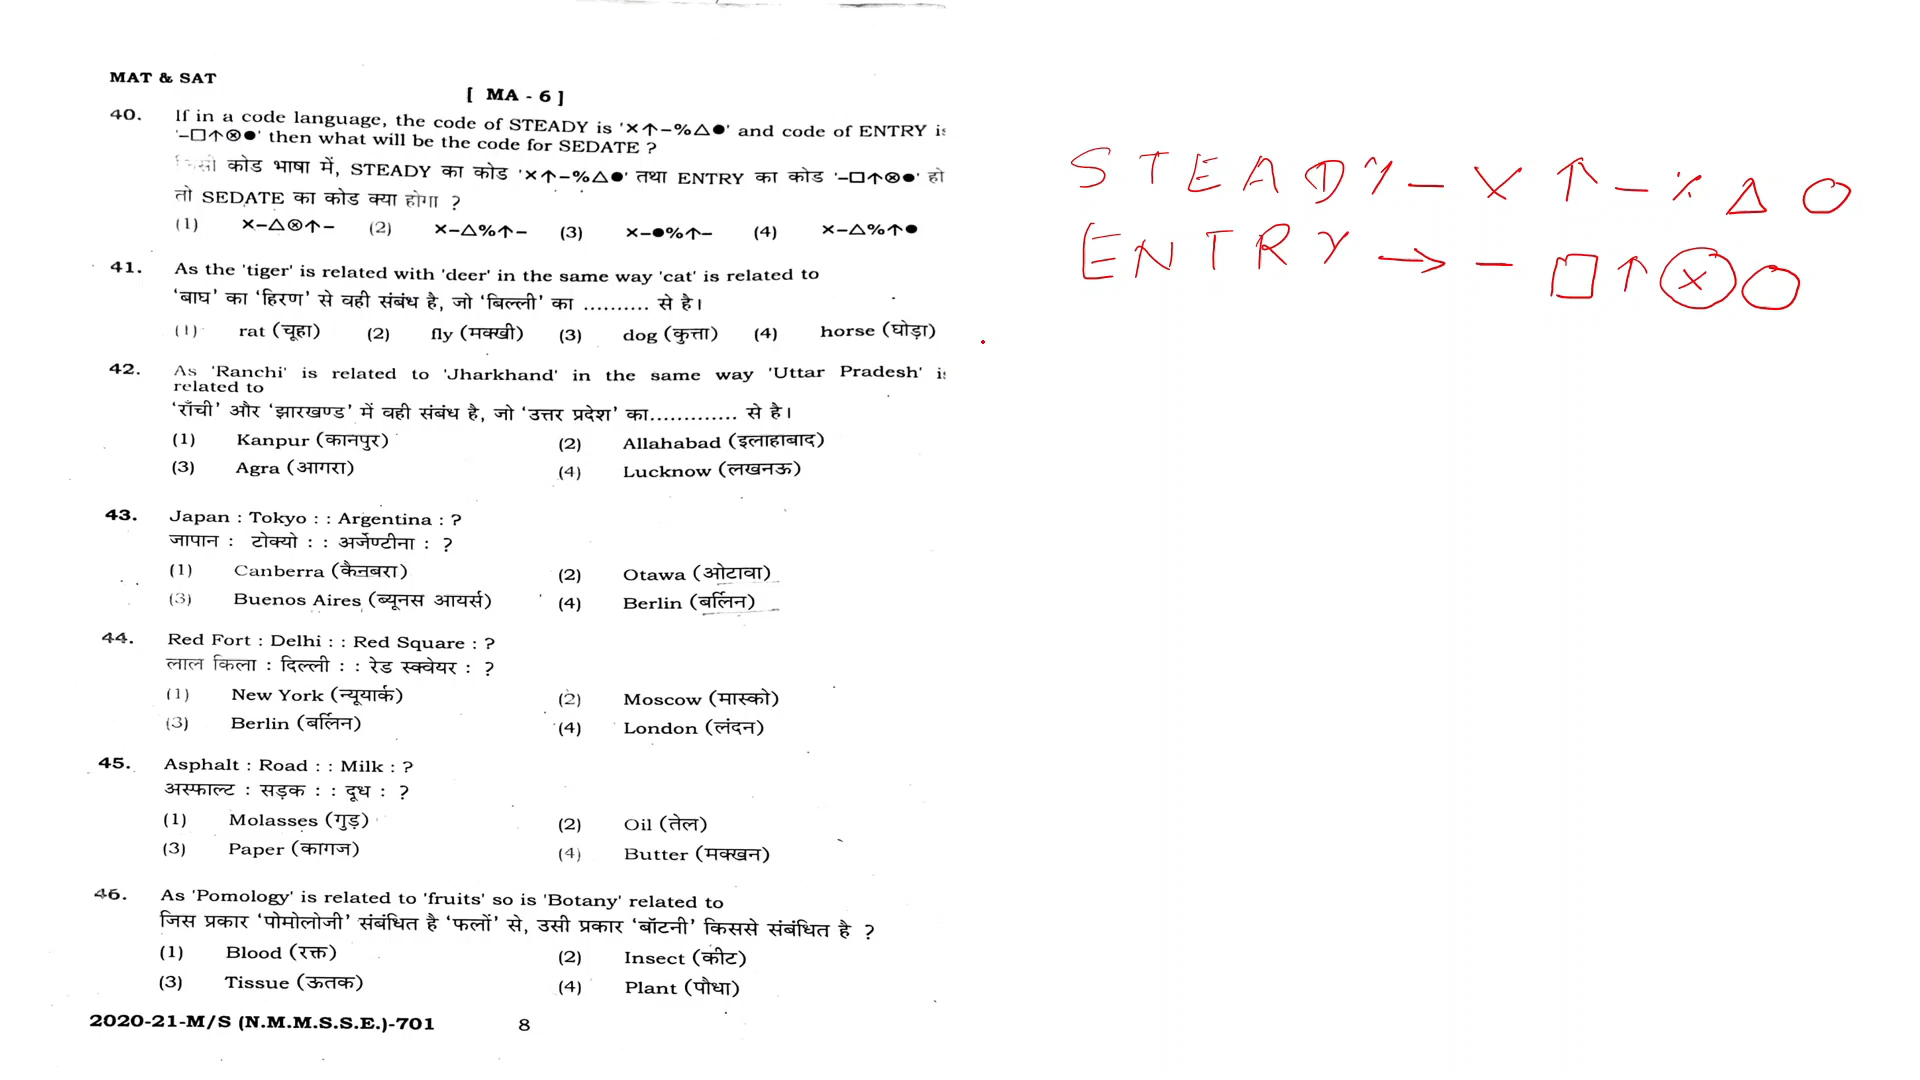 MAT & SAT
[ MA - 6 ]
40. If in a code language, the code of STEADY is '×↑−%△●' and code of ENTRY is
'−□↑⊗●' then what will be the code for SEDATE ?
कोड भाषा में, STEADY का कोड '×↑−%△●' तथा ENTRY का कोड '−□↑⊗●' हो
तो SEDATE का कोड क्या होगा ?
(1) ×−△⊗↑− (2) ×−△%↑− (3) ×−●%↑− (4) ×−△%↑●
41. As the 'tiger' is related with 'deer' in the same way 'cat' is related to
'बाघ' का 'हिरण' से वही संबंध है, जो 'बिल्ली' का .......... से है।
(1) rat (चूहा) (2) fly (मक्खी) (3) dog (कुत्ता) (4) horse (घोड़ा)
42. As 'Ranchi' is related to 'Jharkhand' in the same way 'Uttar Pradesh' is
related to
'राँची' और 'झारखण्ड' में वही संबंध है, जो 'उत्तर प्रदेश' का............. से है।
(1) Kanpur (कानपुर) (2) Allahabad (इलाहाबाद)
(3) Agra (आगरा) (4) Lucknow (लखनऊ)
43. Japan : Tokyo : : Argentina : ?
जापान : टोक्यो : : अर्जेण्टीना : ?
(1) Canberra (कैनबरा) (2) Otawa (ओटावा)
(3) Buenos Aires (ब्यूनस आयर्स) (4) Berlin (बर्लिन)
44. Red Fort : Delhi : : Red Square : ?
लाल किला : दिल्ली : : रेड स्क्वेयर : ?
(1) New York (न्यूयार्क) (2) Moscow (मास्को)
(3) Berlin (बर्लिन) (4) London (लंदन)
45. Asphalt : Road : : Milk : ?
अस्फाल्ट : सड़क : : दूध : ?
(1) Molasses (गुड़) (2) Oil (तेल)
(3) Paper (कागज) (4) Butter (मक्खन)
46. As 'Pomology' is related to 'fruits' so is 'Botany' related to
जिस प्रकार 'पोमोलोजी' संबंधित है 'फलों' से, उसी प्रकार 'बॉटनी' किससे संबंधित है ?
(1) Blood (रक्त) (2) Insect (कीट)
(3) Tissue (ऊतक) (4) Plant (पौधा)
2020-21-M/S (N.M.M.S.S.E.)-701 8
STEADY − × ↑ − % △ ○
ENTRY → − □ ↑ ⊗ ○